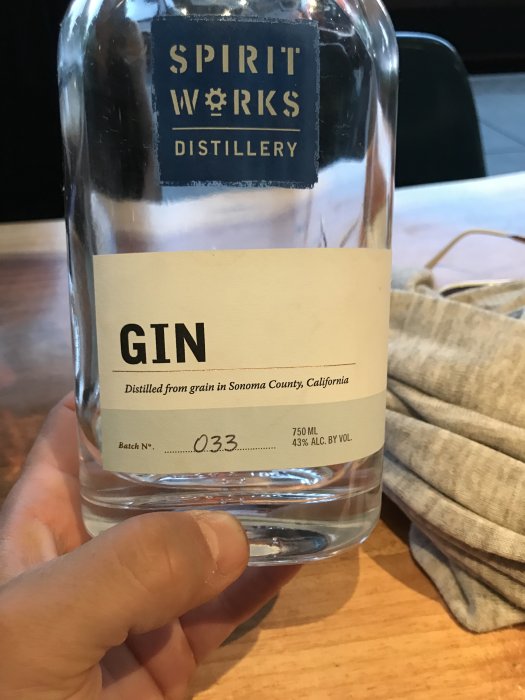 SPIRIT
WORKS
DISTILLERY
GIN
Distilled from grain in Sonoma County, California
Batch Nº. 033
750 ML
43% ALC. BY VOL.